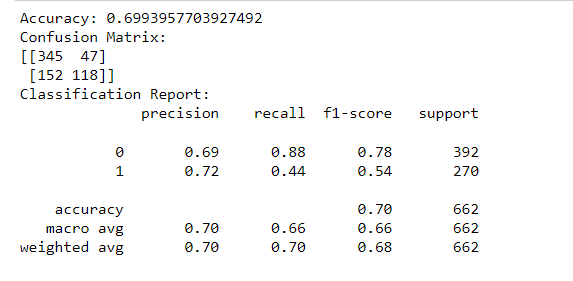 Accuracy: 0.6993957703927492
Confusion Matrix:
[[345  47]
 [152 118]]
Classification Report:
              precision    recall  f1-score   support

           0       0.69      0.88      0.78       392
           1       0.72      0.44      0.54       270

    accuracy                           0.70       662
   macro avg       0.70      0.66      0.66       662
weighted avg       0.70      0.70      0.68       662